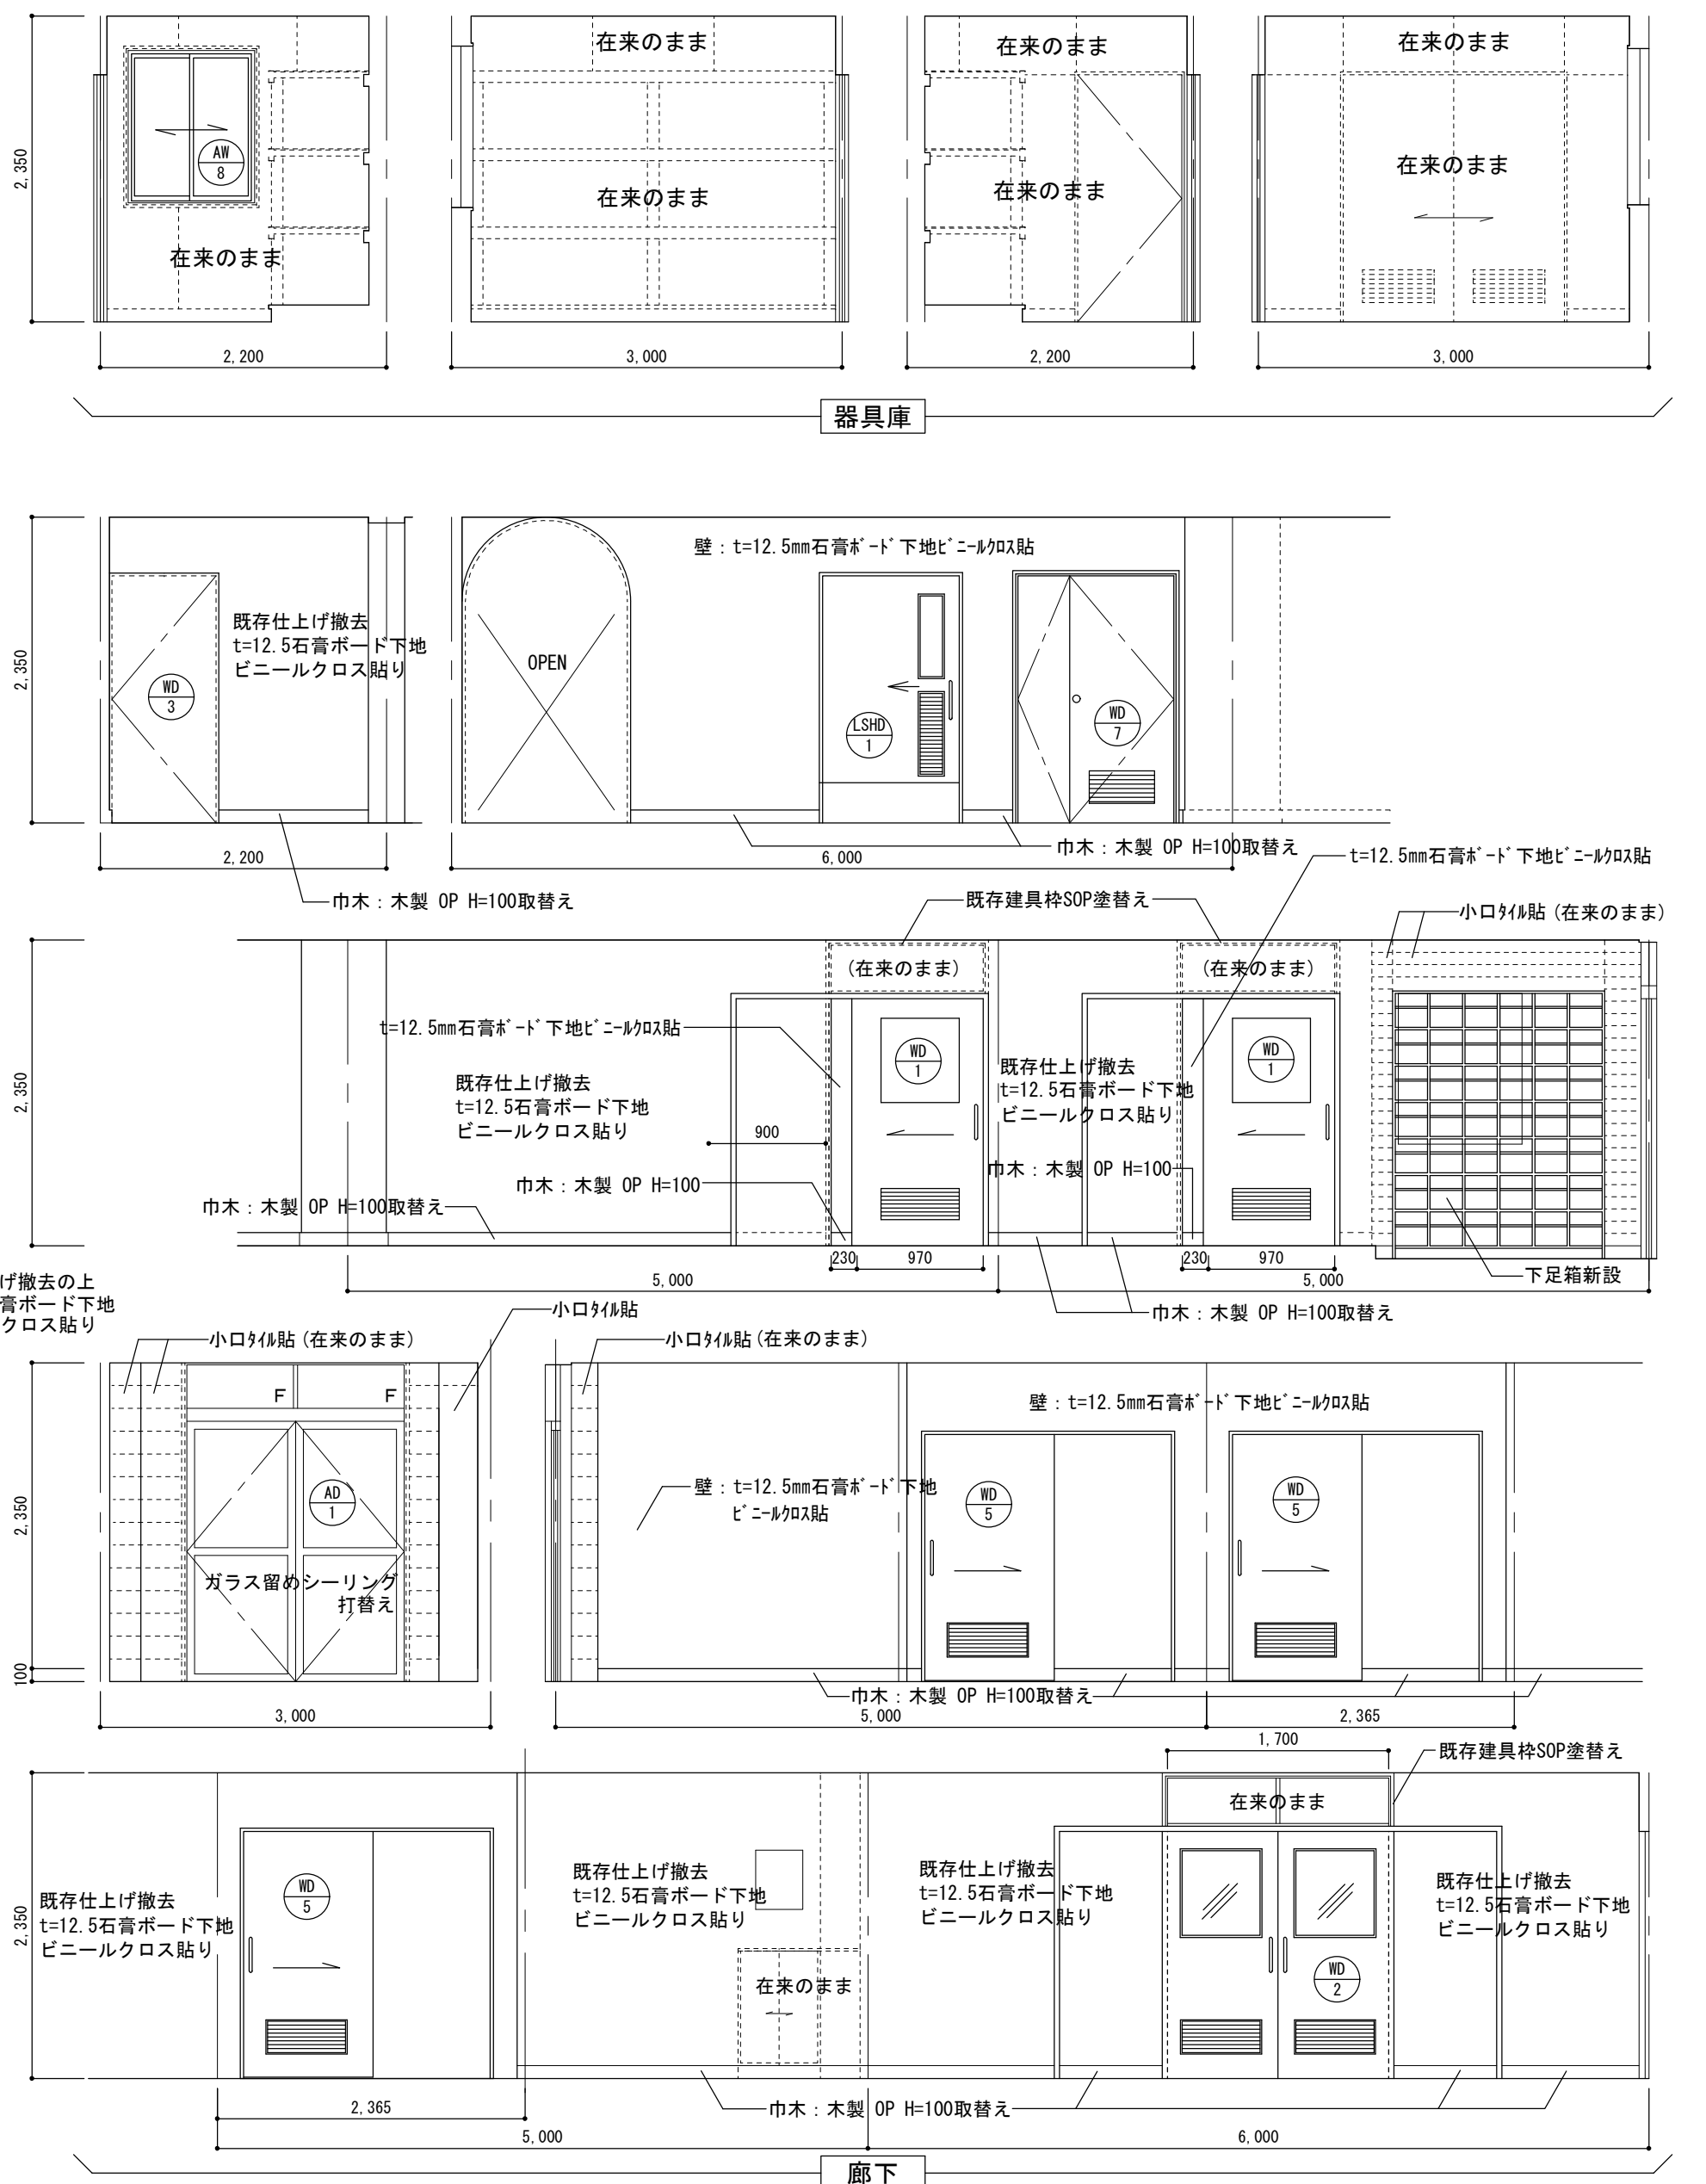 在来のまま
在来のまま
在来のまま
AW
8
在来のまま
在来のまま
在来のまま
在来のまま
2,350
2,200
3,000
2,200
3,000
器具庫
壁：t=12.5mm石膏ﾎﾞｰﾄﾞ下地ﾋﾞﾆｰﾙｸﾛｽ貼
既存仕上げ撤去
t=12.5石膏ボード下地
ビニールクロス貼り
2,350
WD
3
OPEN
LSHD
1
WD
7
2,200
6,000
巾木：木製 OP H=100取替え
t=12.5mm石膏ﾎﾞｰﾄﾞ下地ﾋﾞﾆｰﾙｸﾛｽ貼
巾木：木製 OP H=100取替え
既存建具枠SOP塗替え
小口ﾀｲﾙ貼(在来のまま)
(在来のまま)
(在来のまま)
t=12.5mm石膏ﾎﾞｰﾄﾞ下地ﾋﾞﾆｰﾙｸﾛｽ貼
WD
1
WD
1
既存仕上げ撤去
t=12.5石膏ボード下地
ビニールクロス貼り
既存仕上げ撤去
t=12.5石膏ボード下地
ビニールクロス貼り
2,350
900
巾木：木製 OP H=100
巾木：木製 OP H=100
巾木：木製 OP H=100取替え
230
970
230
970
5,000
5,000
下足箱新設
巾木：木製 OP H=100取替え
げ撤去の上
膏ボード下地
クロス貼り
小口ﾀｲﾙ貼
小口ﾀｲﾙ貼(在来のまま)
小口ﾀｲﾙ貼(在来のまま)
F
F
壁：t=12.5mm石膏ﾎﾞｰﾄﾞ下地ﾋﾞﾆｰﾙｸﾛｽ貼
壁：t=12.5mm石膏ﾎﾞｰﾄﾞ下地
ﾋﾞﾆｰﾙｸﾛｽ貼
AD
1
WD
5
WD
5
2,350
ガラス留めシーリング
打替え
100
巾木：木製 OP H=100取替え
3,000
5,000
2,365
1,700
既存建具枠SOP塗替え
在来のまま
既存仕上げ撤去
t=12.5石膏ボード下地
ビニールクロス貼り
WD
5
既存仕上げ撤去
t=12.5石膏ボード下地
ビニールクロス貼り
既存仕上げ撤去
t=12.5石膏ボード下地
ビニールクロス貼り
既存仕上げ撤去
t=12.5石膏ボード下地
ビニールクロス貼り
2,350
在来のまま
WD
2
2,365
巾木：木製 OP H=100取替え
5,000
6,000
廊下